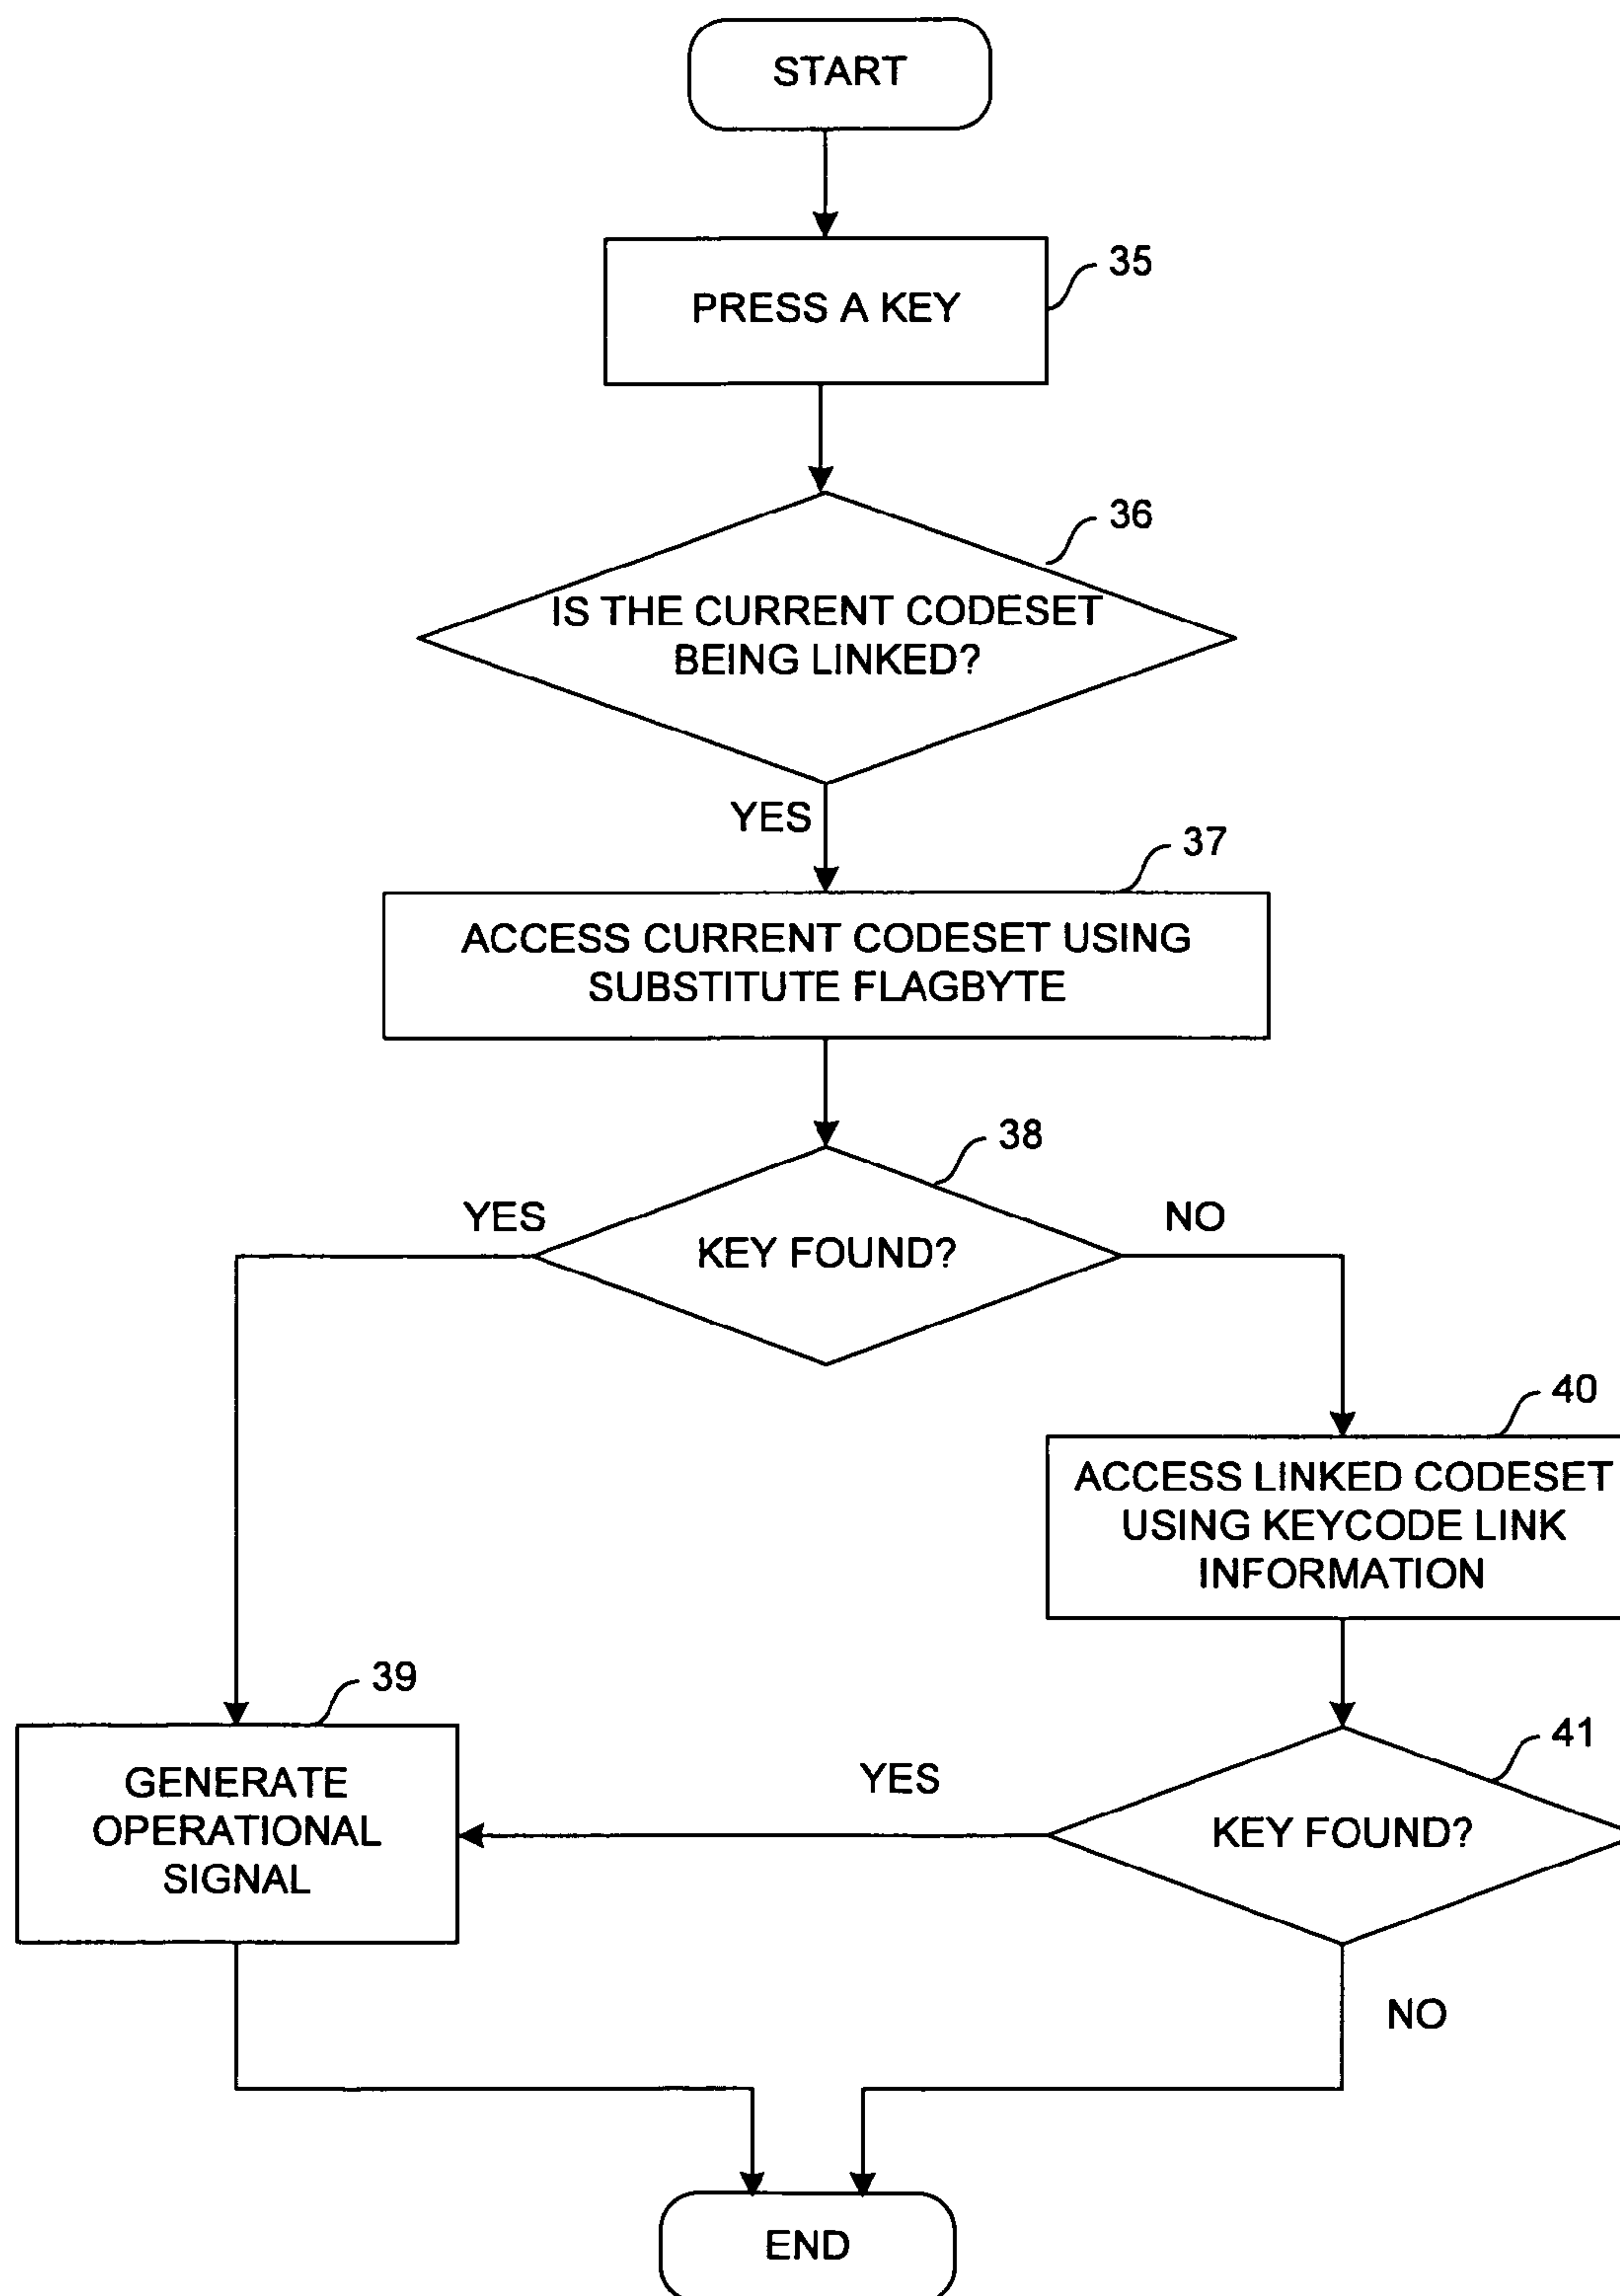 START
35
PRESS A KEY
36
IS THE CURRENT CODESET
BEING LINKED?
YES
37
ACCESS CURRENT CODESET USING
SUBSTITUTE FLAGBYTE
38
YES
NO
KEY FOUND?
40
ACCESS LINKED CODESET
USING KEYCODE LINK
INFORMATION
39
41
GENERATE
OPERATIONAL
SIGNAL
YES
KEY FOUND?
NO
END